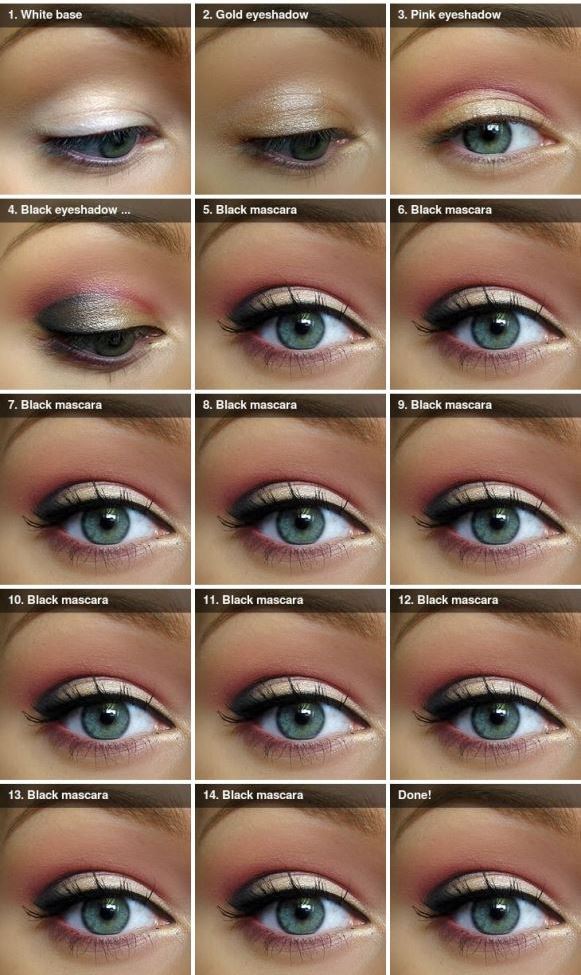 1. White base
2. Gold eyeshadow
3. Pink eyeshadow
4. Black eyeshadow ...
5. Black mascara
6. Black mascara
7. Black mascara
8. Black mascara
9. Black mascara
10. Black mascara
11. Black mascara
12. Black mascara
13. Black mascara
14. Black mascara
Done!